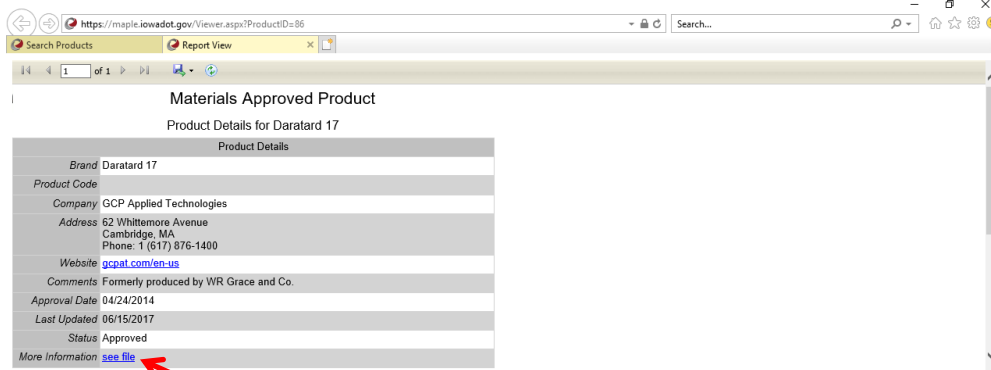 https://maple.iowadot.gov/Viewer.aspx?ProductID=86
Search...
Search Products
Report View
1 of 1
Materials Approved Product
Product Details for Daratard 17
Product Details
Brand Daratard 17
Product Code
Company GCP Applied Technologies
Address 62 Whittemore Avenue
Cambridge, MA
Phone: 1 (617) 876-1400
Website gcpat.com/en-us
Comments Formerly produced by WR Grace and Co.
Approval Date 04/24/2014
Last Updated 06/15/2017
Status Approved
More Information see file